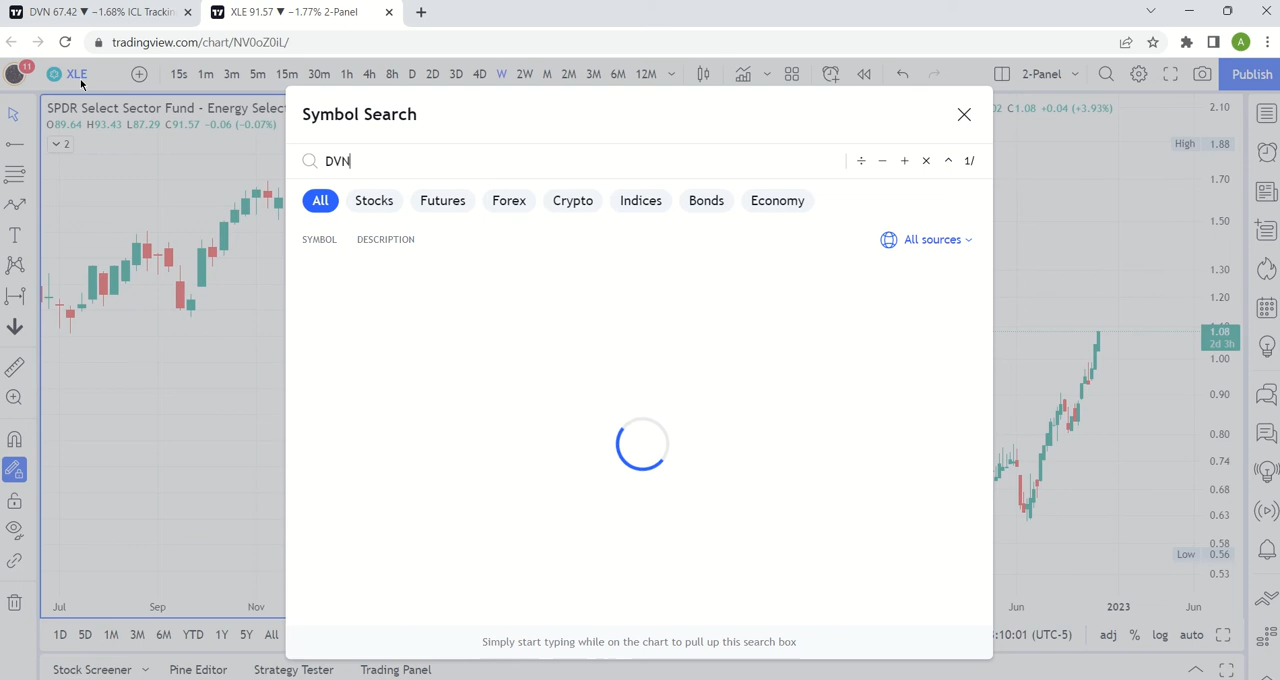 DVN 67.42 ▼ −1.68% ICL Trackin
XLE 91.57 ▼ −1.77% 2-Panel
tradingview.com/chart/NV0oZ0iL/
A
11
XLE
15s 1m 3m 5m 15m 30m 1h 4h 8h D 2D 3D 4D W 2W M 2M 3M 6M 12M
2-Panel
Publish
SPDR Select Sector Fund - Energy Selec
O89.64 H93.43 L87.29 C91.57 −0.06 (−0.07%)
2
C1.08 +0.04 (+3.93%)
Symbol Search
DVN
÷ − + × ^ 1/
All Stocks Futures Forex Crypto Indices Bonds Economy
SYMBOL DESCRIPTION
All sources
Simply start typing while on the chart to pull up this search box
2.10
High 1.88
1.70
1.50
1.30
1.20
1.08
2d 3h
1.00
0.90
0.80
0.74
0.68
0.63
0.58
Low 0.56
0.53
Jul Sep Nov
Jun 2023 Jun
1D 5D 1M 3M 6M YTD 1Y 5Y All
:10:01 (UTC-5) adj % log auto
Stock Screener Pine Editor Strategy Tester Trading Panel